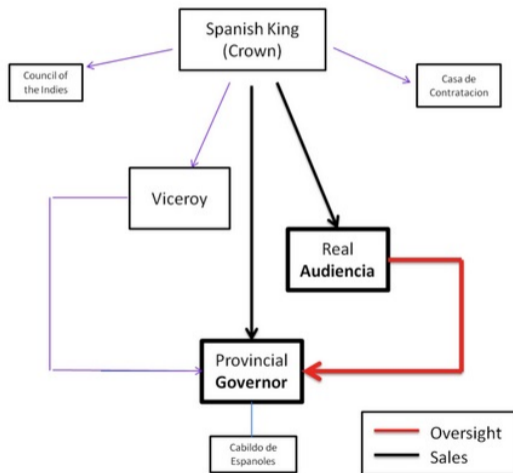 Spanish King
(Crown)
Council of
the Indies
Casa de
Contratacion
Viceroy
Real
Audiencia
Provincial
Governor
Cabildo de
Espanoles
Oversight
Sales